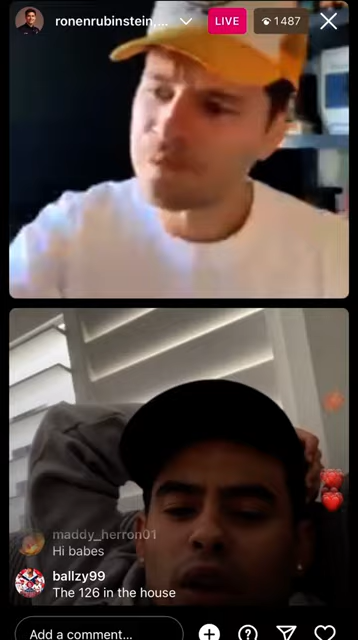 ronenrubinstein,...
LIVE
1487
maddy_herron01
Hi babes
ballzy99
The 126 in the house
Add a comment...